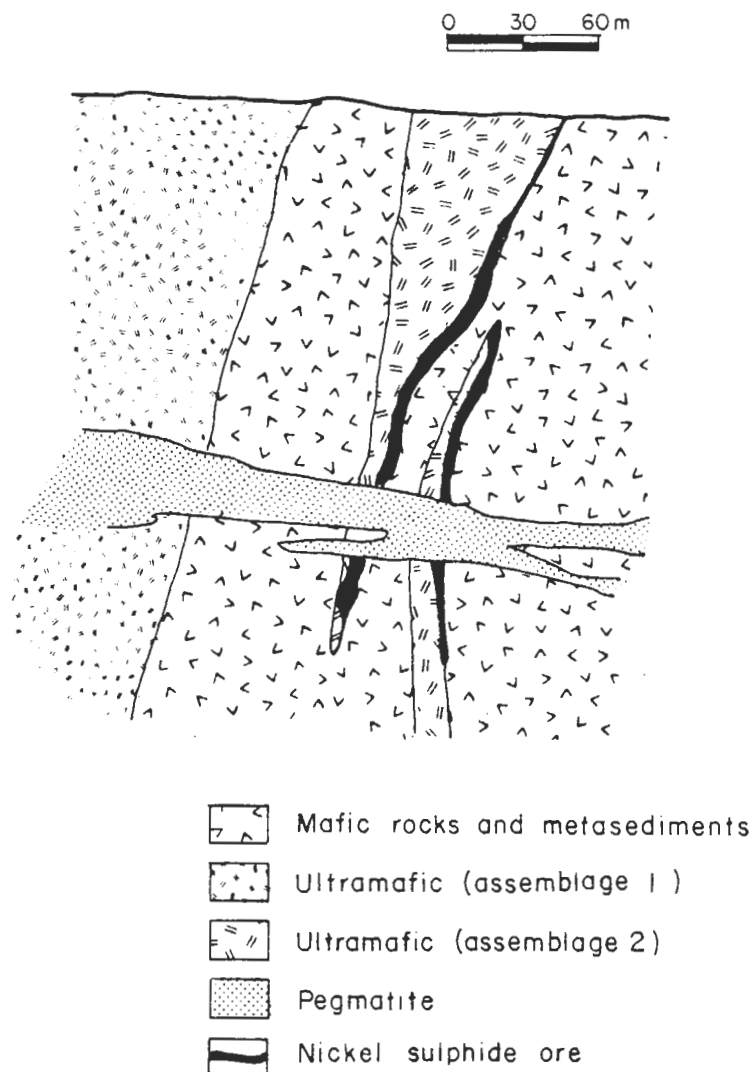 0 30 60 m
Mafic rocks and metasediments
Ultramafic (assemblage 1)
Ultramafic (assemblage 2)
Pegmatite
Nickel sulphide ore